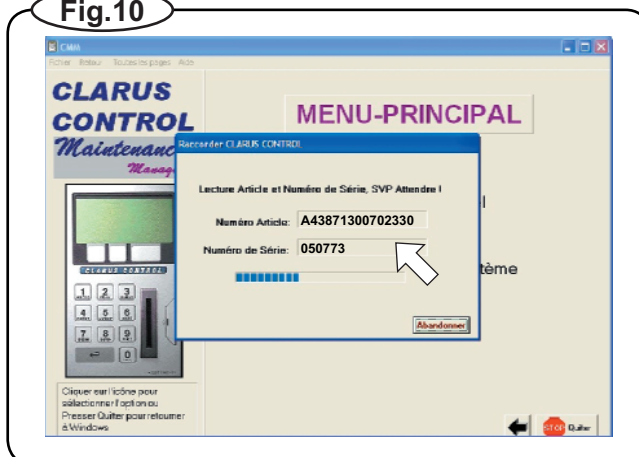 Fig.10
CMM
Fichier Retour Toutes les pages Aide
CLARUS
CONTROL
MENU-PRINCIPAL
Maintenance
Manag
Raccorder CLARUS CONTROL
Lecture Article et Numéro de Série, SVP Attendre !
Numéro Article: A43871300702330
Numéro de Série: 050773
l
tème
CLARUS CONTROL
1 2 3
4 5 6
7 8 9
0
Abandonner
Cliquer sur l'icône pour
sélectionner l'option ou
Presser Quitter pour retourner
à Windows
STOP Quitter